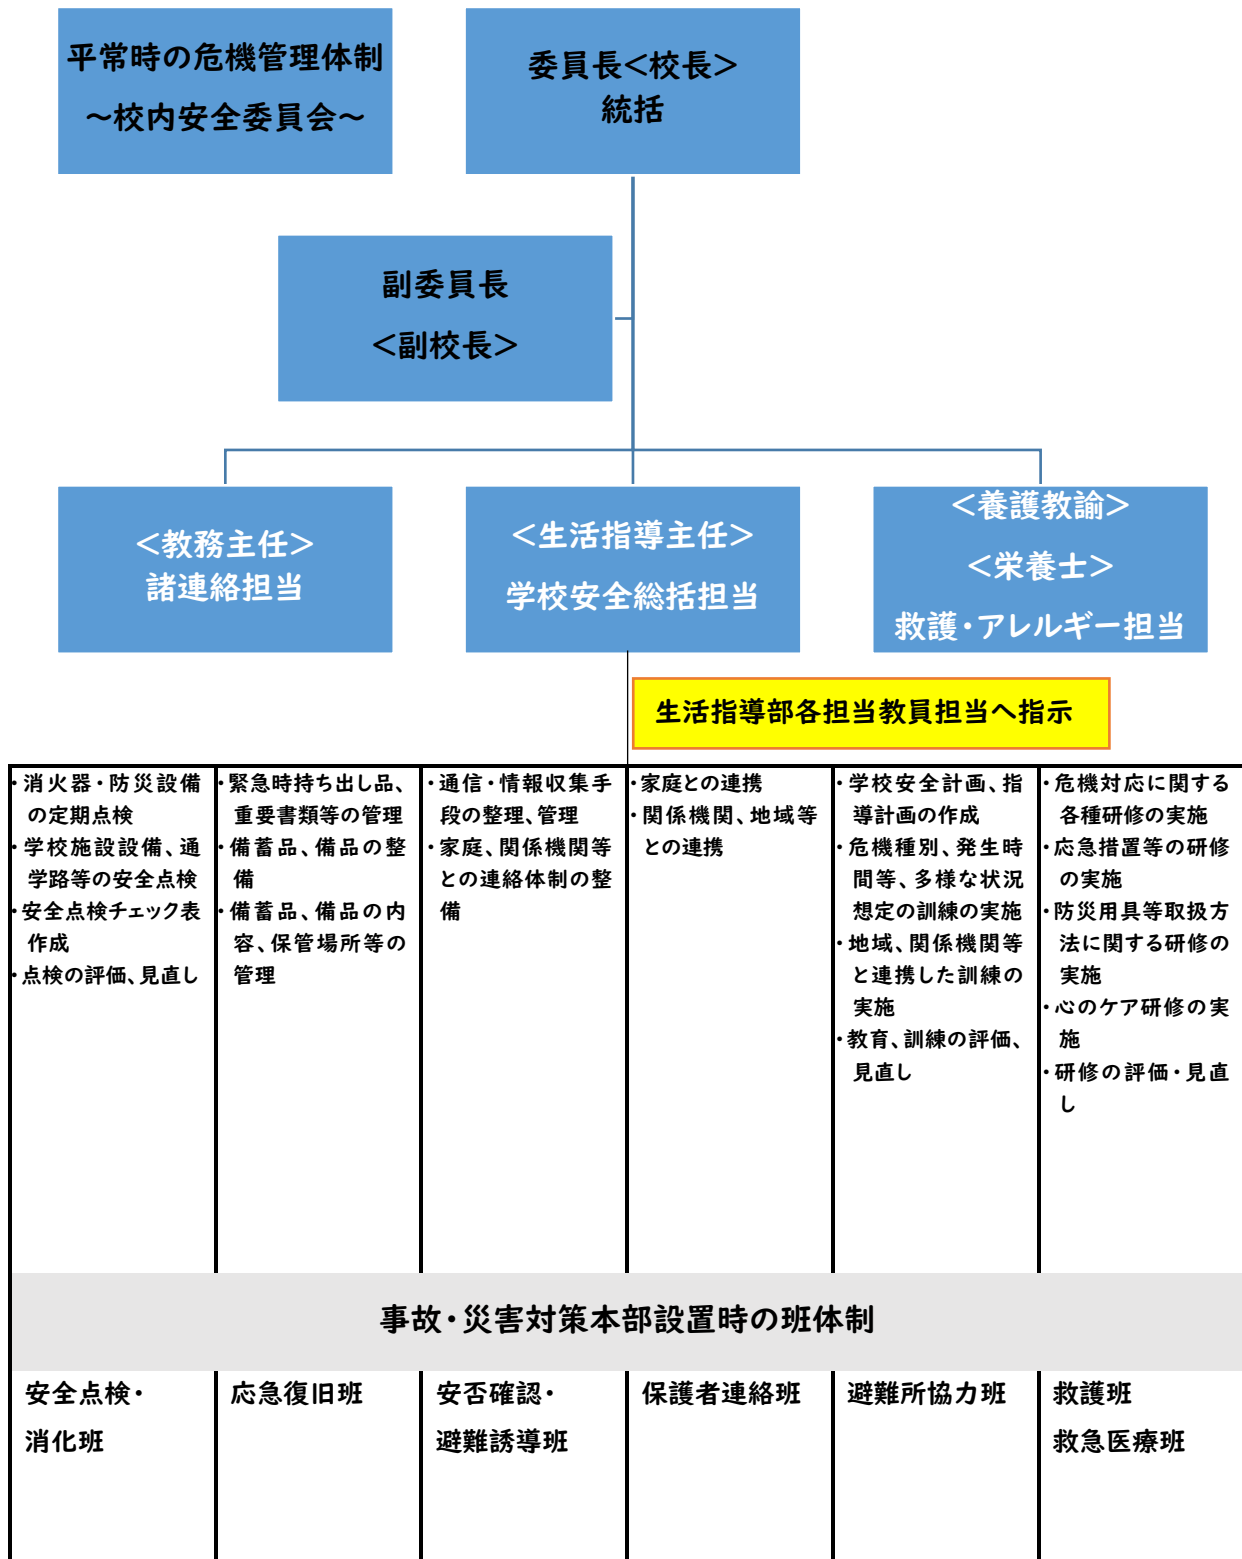 平常時の危機管理体制
～校内安全委員会～
委員長＜校長＞
統括
副委員長
＜副校長＞
＜教務主任＞
諸連絡担当
＜生活指導主任＞
学校安全総括担当
＜養護教諭＞
＜栄養士＞
救護・アレルギー担当
生活指導部各担当教員担当へ指示
・消火器・防災設備
の定期点検
・学校施設設備、通
学路等の安全点検
・安全点検チェック表
作成
・点検の評価、見直し
・緊急時持ち出し品、
重要書類等の管理
・備蓄品、備品の整
備
・備蓄品、備品の内
容、保管場所等の
管理
・通信・情報収集手
段の整理、管理
・家庭、関係機関等
との連絡体制の整
備
・家庭との連携
・関係機関、地域等
との連携
・学校安全計画、指
導計画の作成
・危機種別、発生時
間等、多様な状況
想定の訓練の実施
・地域、関係機関等
と連携した訓練の
実施
・教育、訓練の評価、
見直し
・危機対応に関する
各種研修の実施
・応急措置等の研修
の実施
・防災用具等取扱方
法に関する研修の
実施
・心のケア研修の実
施
・研修の評価・見直
し
事故・災害対策本部設置時の班体制
安全点検・
消化班
応急復旧班
安否確認・
避難誘導班
保護者連絡班
避難所協力班
救護班
救急医療班